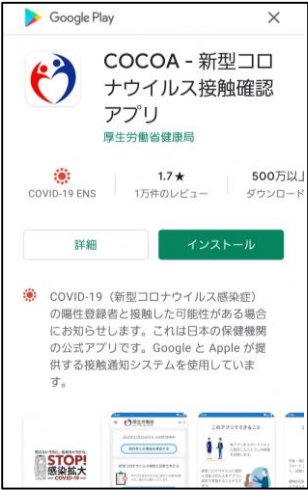 Google Play
COCOA - 新型コロ
ナウイルス接触確認
アプリ
厚生労働省健康局
COVID-19 ENS
1.7★
1万件のレビュー
500万以上
ダウンロード
詳細
インストール
COVID-19（新型コロナウイルス感染症）
の陽性登録者と接触した可能性がある場合
にお知らせします。これは日本の保健機関
の公式アプリです。Google と Apple が提
供する接触通知システムを使用していま
す。
STOP!
感染拡大
COVID-19
厚生労働省
このアプリでできること